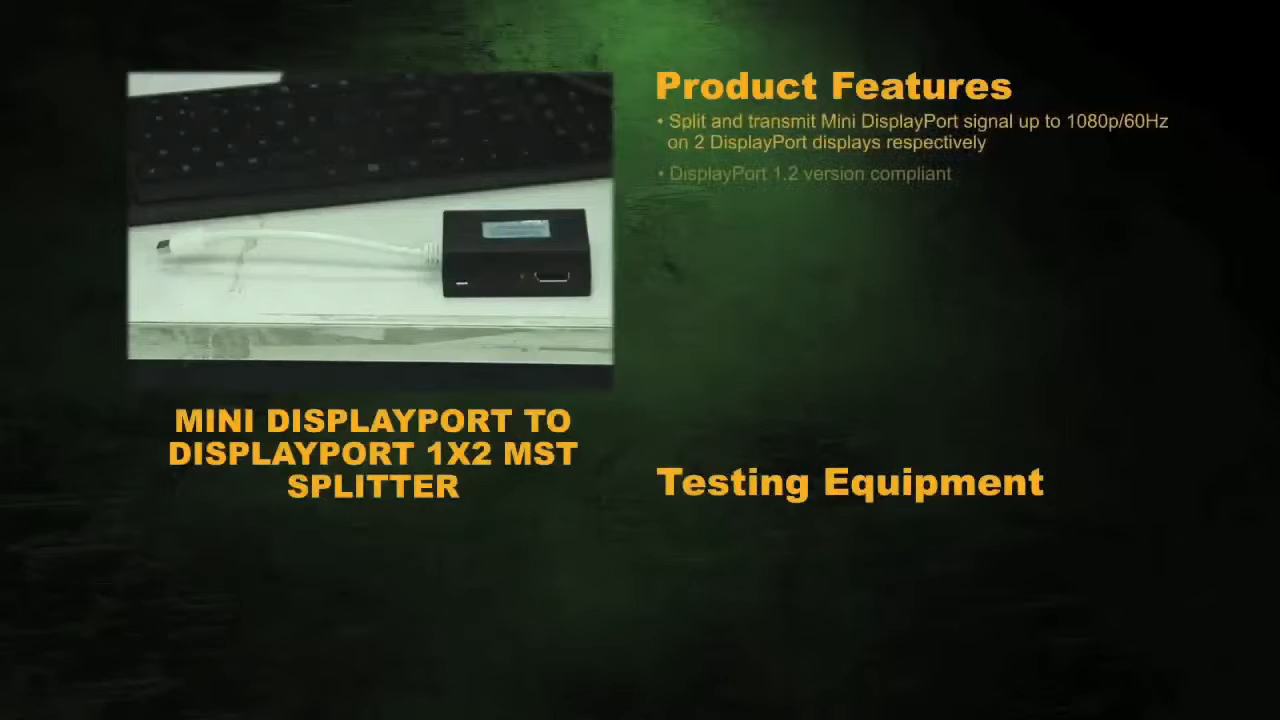 MINI DISPLAYPORT TO
DISPLAYPORT 1X2 MST
SPLITTER
Product Features
• Split and transmit Mini DisplayPort signal up to 1080p/60Hz
on 2 DisplayPort displays respectively
• DisplayPort 1.2 version compliant
Testing Equipment